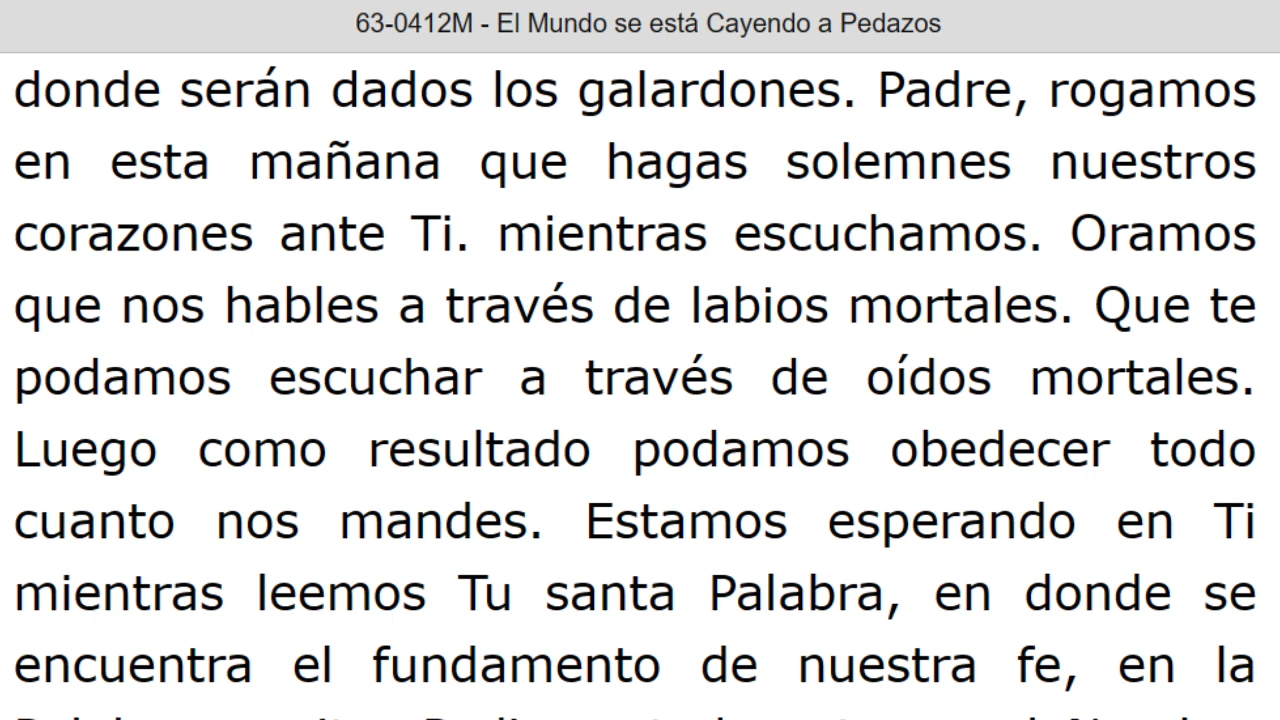 63-0412M - El Mundo se está Cayendo a Pedazos
donde serán dados los galardones. Padre, rogamos
en esta mañana que hagas solemnes nuestros
corazones ante Ti. mientras escuchamos. Oramos
que nos hables a través de labios mortales. Que te
podamos escuchar a través de oídos mortales.
Luego como resultado podamos obedecer todo
cuanto nos mandes. Estamos esperando en Ti
mientras leemos Tu santa Palabra, en donde se
encuentra el fundamento de nuestra fe, en la